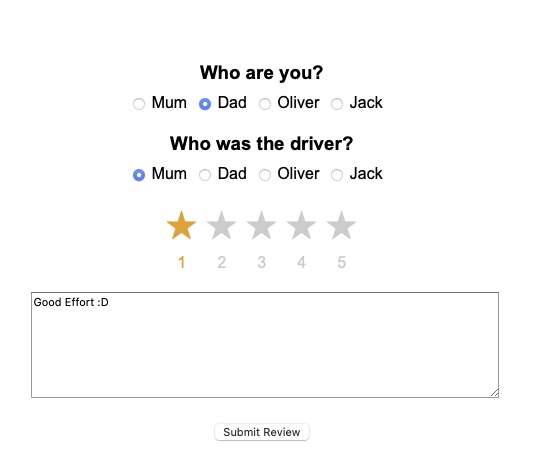 Who are you?
Mum Dad Oliver Jack
Who was the driver?
Mum Dad Oliver Jack
1 2 3 4 5
Good Effort :D
Submit Review